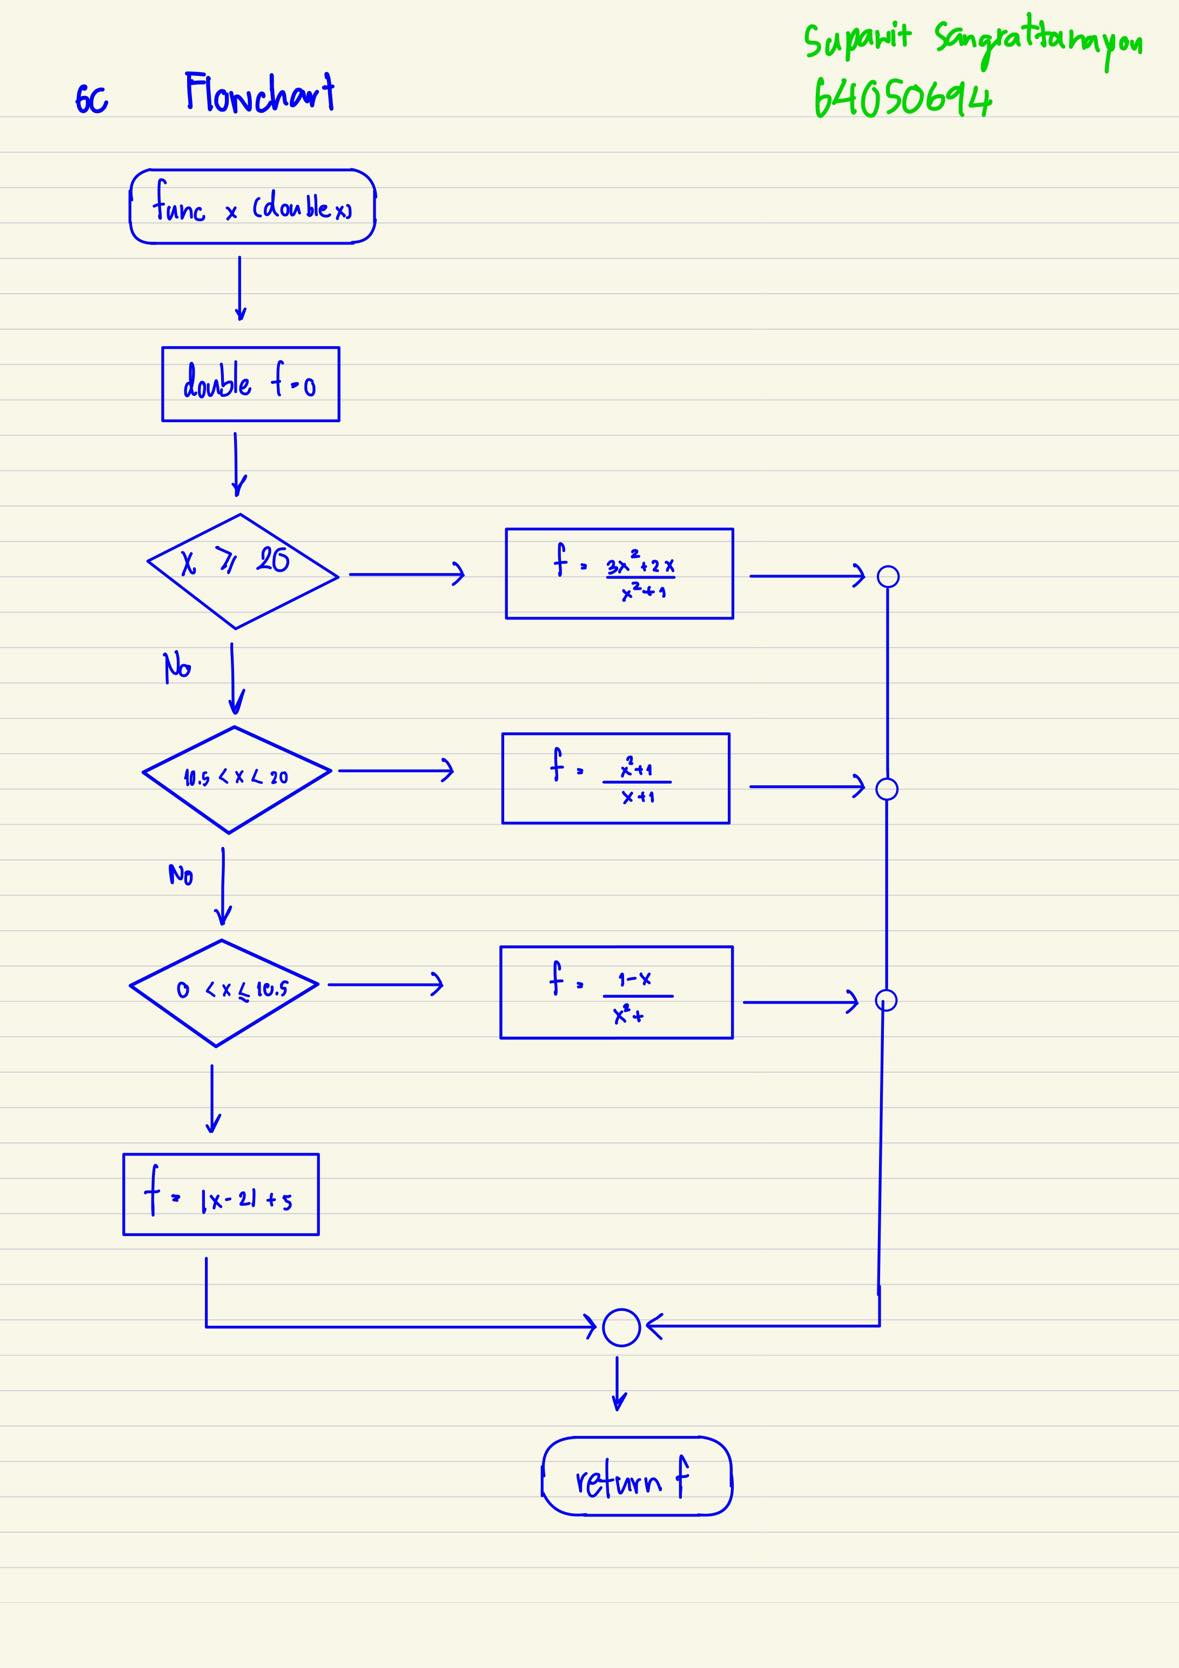 Supawit Sangrattanayon
64050694
6C Flowchart
func x (double x)
double f = 0
x ⩾ 20
f = 3x²+2x / x²+1
No
10.5 < x < 20
f = x²+1 / x+1
No
0 < x ≤ 10.5
f = 1-x / x²+
f = |x-2|+5
return f